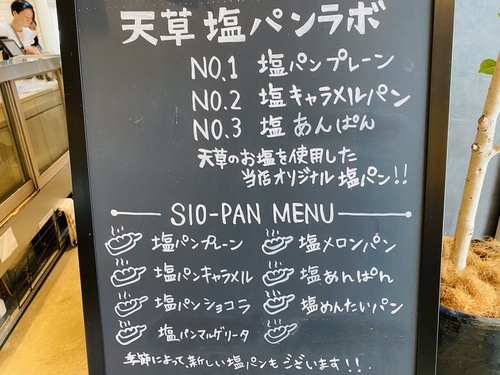 天草塩パンラボ
NO.1 塩パンプレーン
NO.2 塩キャラメルパン
NO.3 塩あんぱん
天草のお塩を使用した
当店オリジナル塩パン!!
SIO-PAN MENU
塩パンプレーン 塩メロンパン
塩パンキャラメル 塩あんぱん
塩パンショコラ 塩めんたいパン
塩パンマルゲリータ
季節によって新しい塩パンもございます!!.